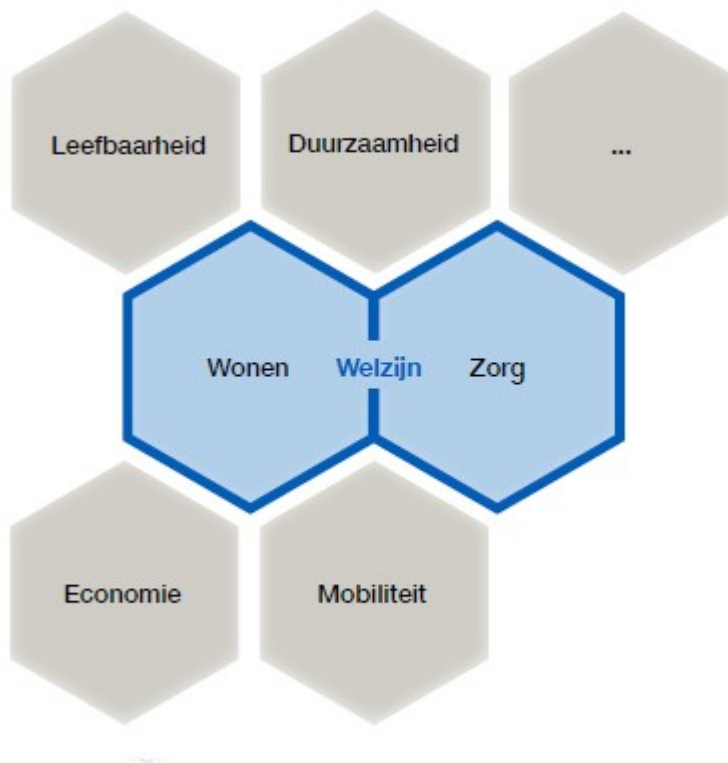 Leefbaarheid
Duurzaamheid
...
Wonen
Welzijn
Zorg
Economie
Mobiliteit